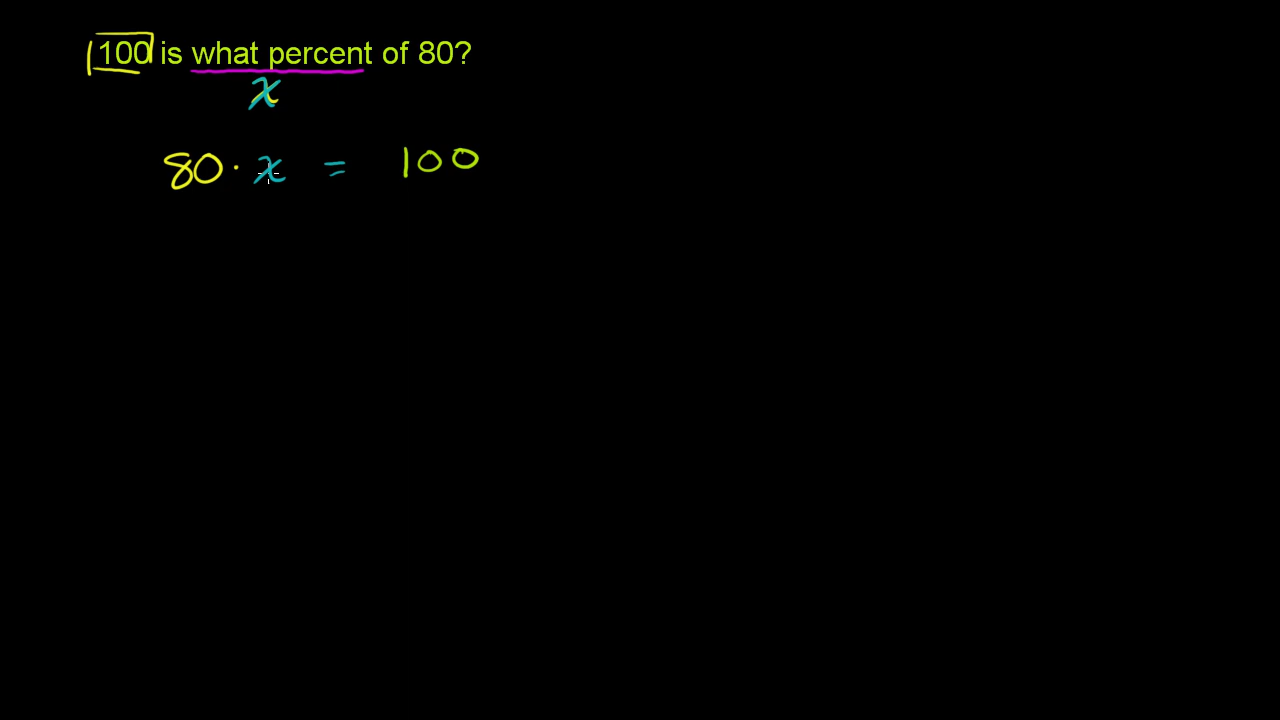 100 is what percent of 80?
x
80 · x = 100